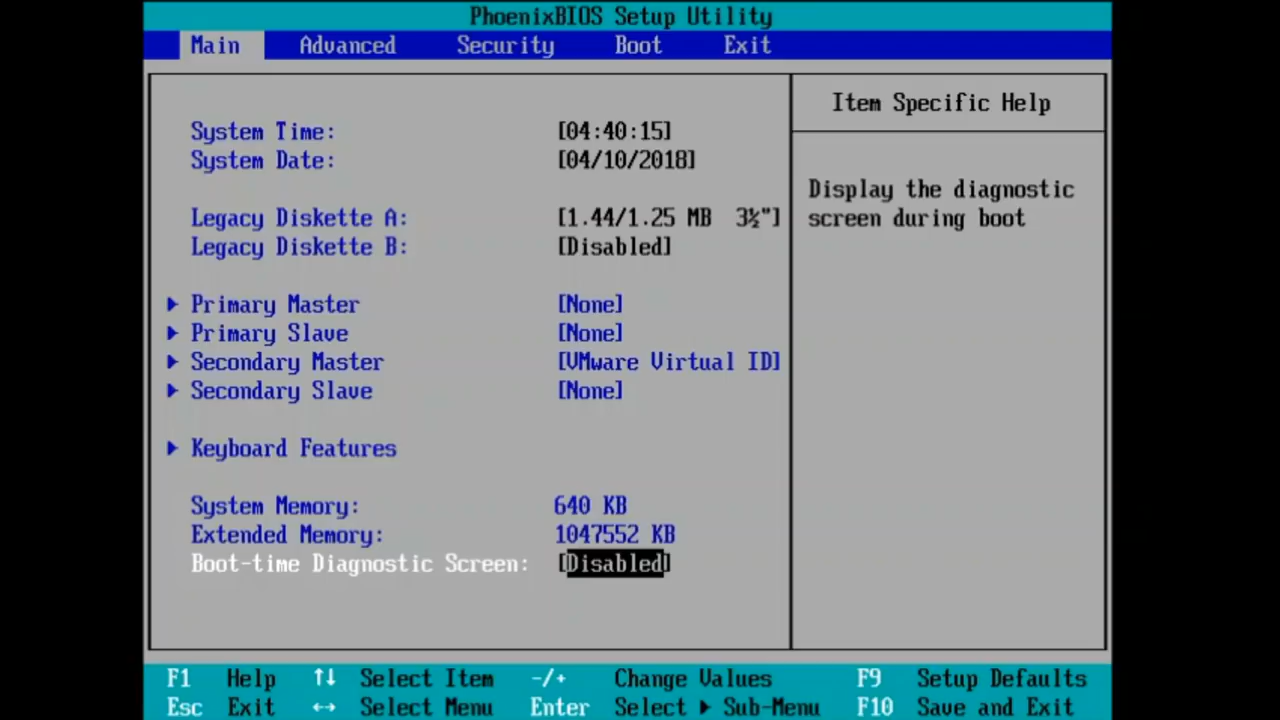 PhoenixBIOS Setup Utility
Main Advanced Security Boot Exit
System Time: [04:40:15]
System Date: [04/10/2018]
Legacy Diskette A: [1.44/1.25 MB 3½"]
Legacy Diskette B: [Disabled]
Primary Master [None]
Primary Slave [None]
Secondary Master [VMware Virtual ID]
Secondary Slave [None]
Keyboard Features
System Memory: 640 KB
Extended Memory: 1047552 KB
Boot-time Diagnostic Screen: [Disabled]
Item Specific Help
Display the diagnostic
screen during boot
F1 Help ↑↓ Select Item -/+ Change Values F9 Setup Defaults
Esc Exit ↔ Select Menu Enter Select ▶ Sub-Menu F10 Save and Exit